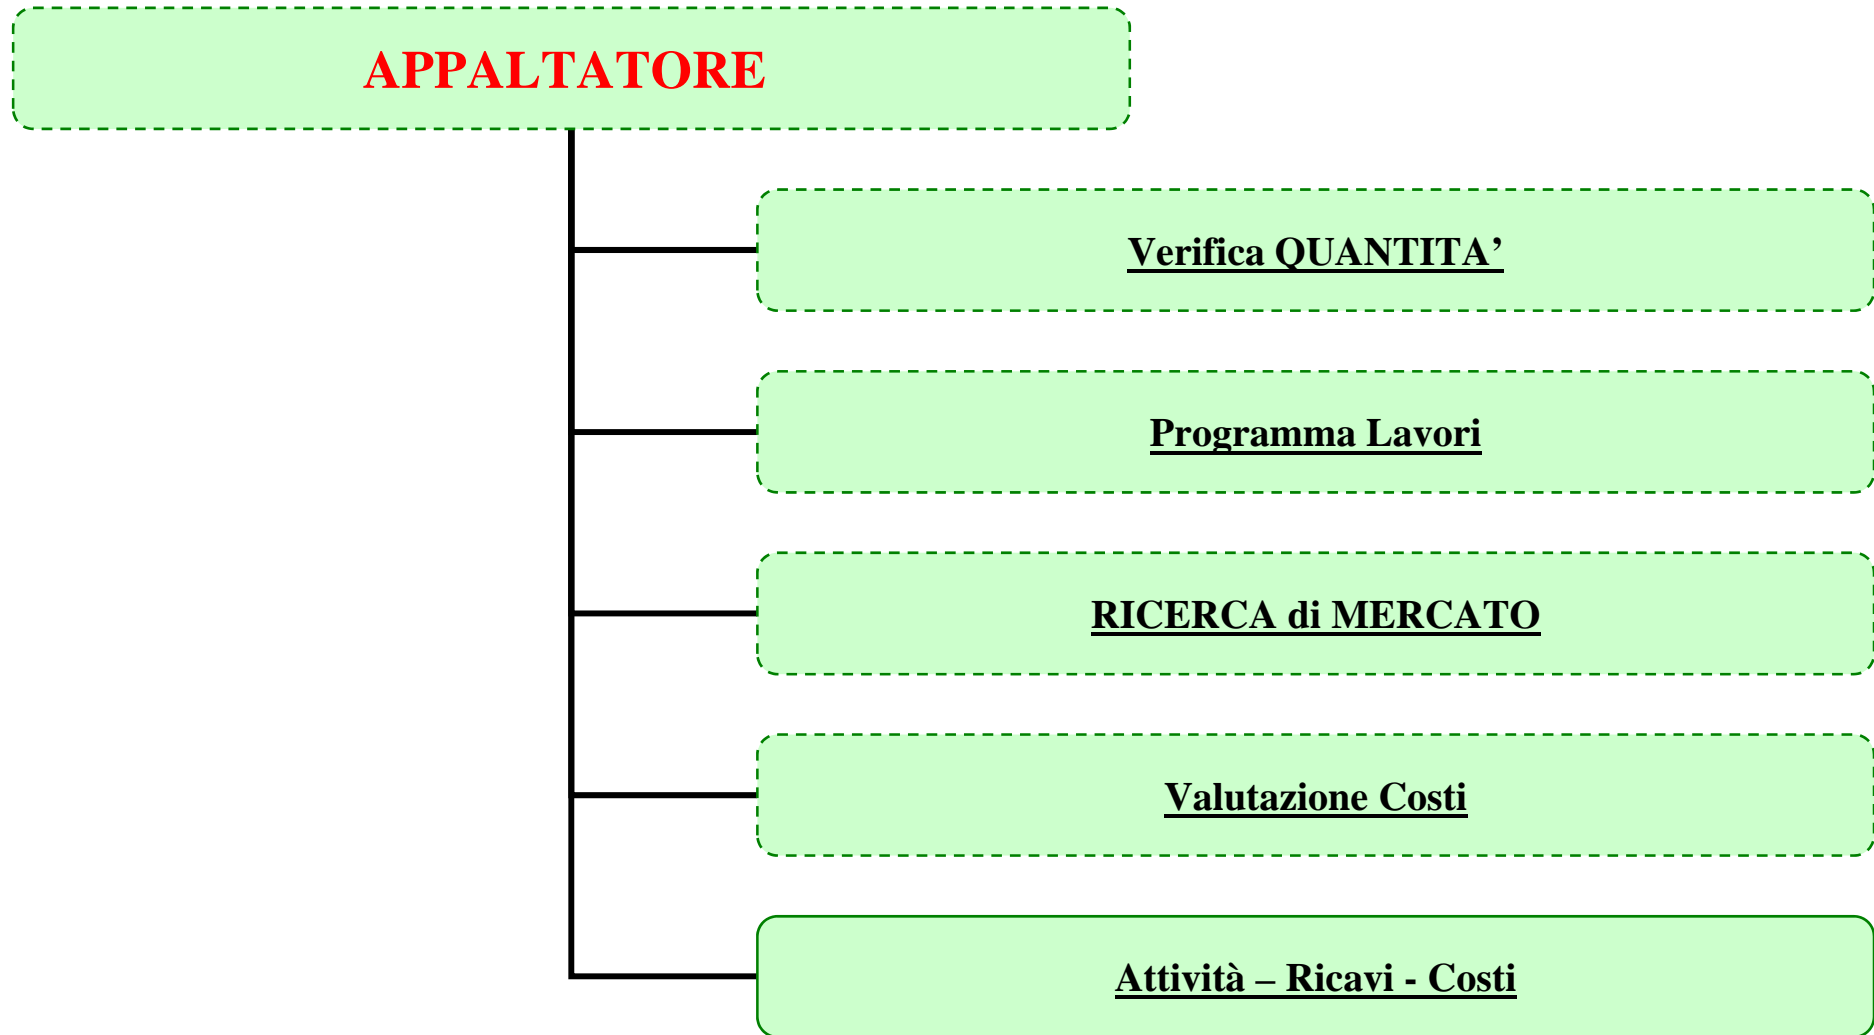 APPALTATORE
Verifica QUANTITA’
Programma Lavori
RICERCA di MERCATO
Valutazione Costi
Attività – Ricavi - Costi